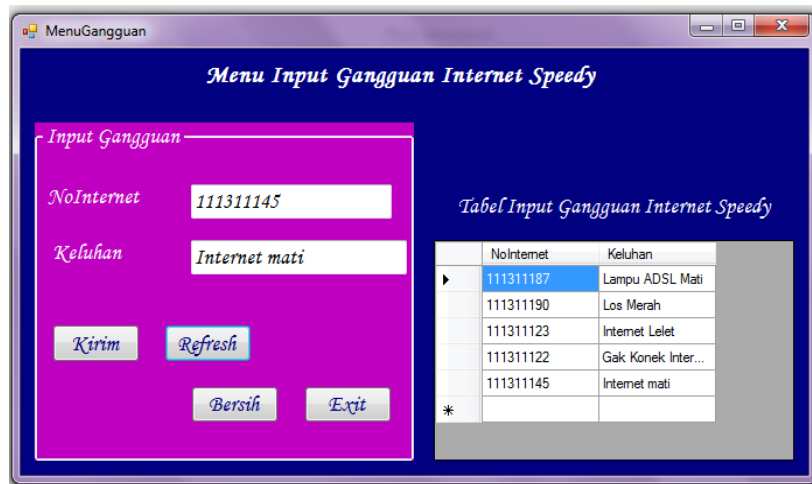 MenuGangguan
Menu Input Gangguan Internet Speedy
Input Gangguan
NoInternet 111311145
Keluhan Internet mati
Kirim Refresh
Bersih Exit
Tabel Input Gangguan Internet Speedy
NoInternet Keluhan
111311187 Lampu ADSL Mati
111311190 Los Merah
111311123 Internet Lelet
111311122 Gak Konek Inter...
111311145 Internet mati